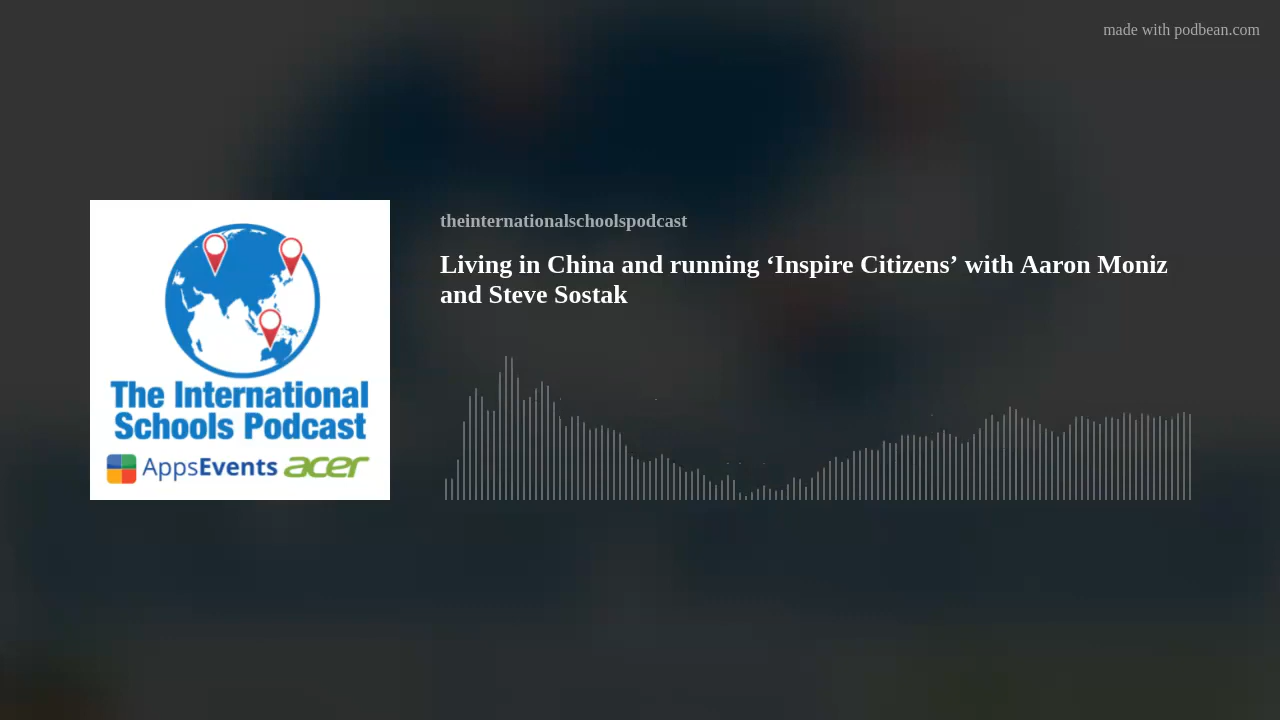 made with podbean.com
theinternationalschoolspodcast
Living in China and running ‘Inspire Citizens’ with Aaron Moniz
and Steve Sostak
The International
Schools Podcast
AppsEvents acer